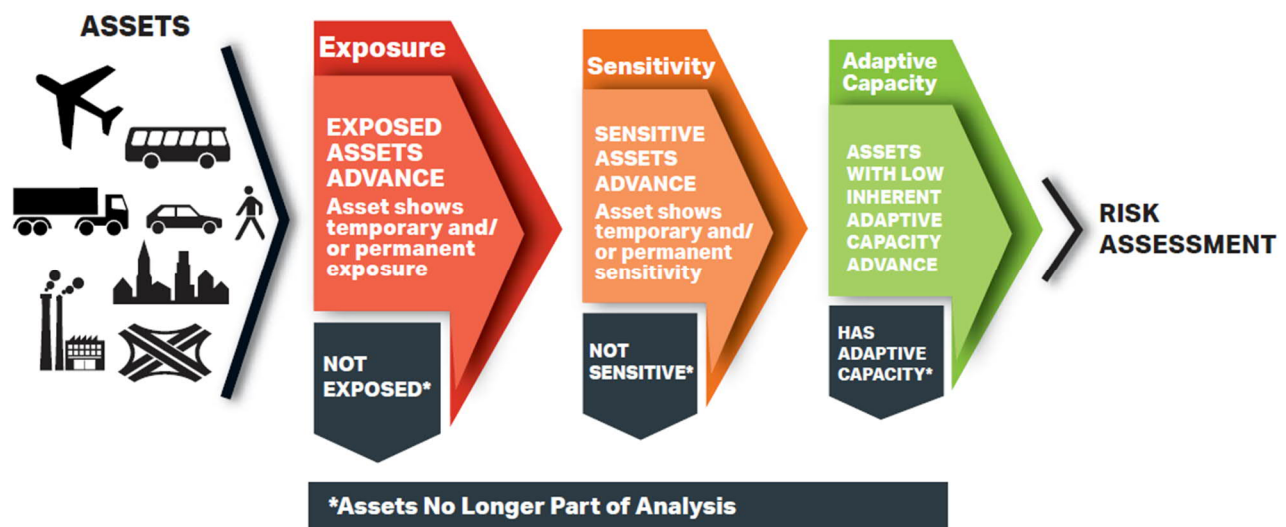 ASSETS
Exposure
EXPOSED
ASSETS
ADVANCE
Asset shows
temporary and/
or permanent
exposure
NOT
EXPOSED*
Sensitivity
SENSITIVE
ASSETS
ADVANCE
Asset shows
temporary and/
or permanent
sensitivity
NOT
SENSITIVE*
Adaptive
Capacity
ASSETS
WITH LOW
INHERENT
ADAPTIVE
CAPACITY
ADVANCE
HAS
ADAPTIVE
CAPACITY*
RISK
ASSESSMENT
*Assets No Longer Part of Analysis